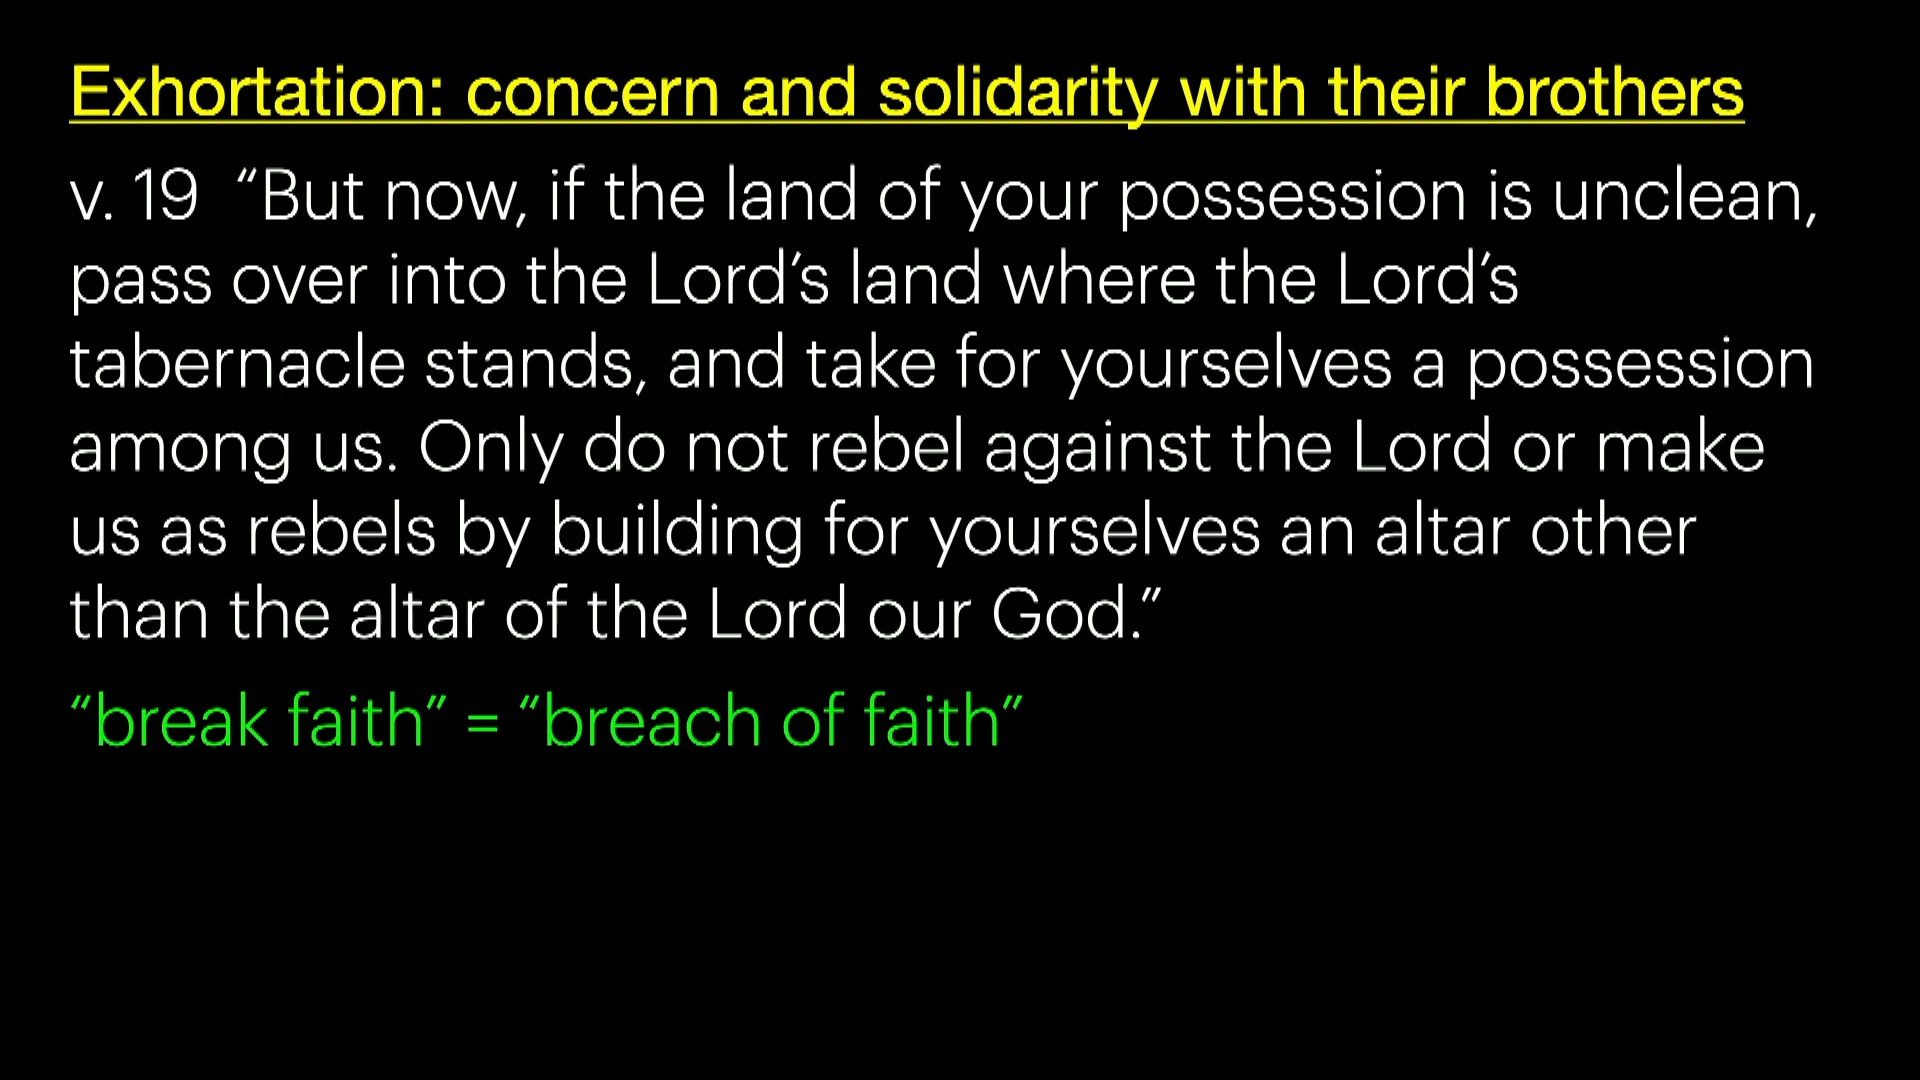 Exhortation: concern and solidarity with their brothers
v. 19  “But now, if the land of your possession is unclean,
pass over into the Lord’s land where the Lord’s
tabernacle stands, and take for yourselves a possession
among us. Only do not rebel against the Lord or make
us as rebels by building for yourselves an altar other
than the altar of the Lord our God.”
“break faith” = “breach of faith”